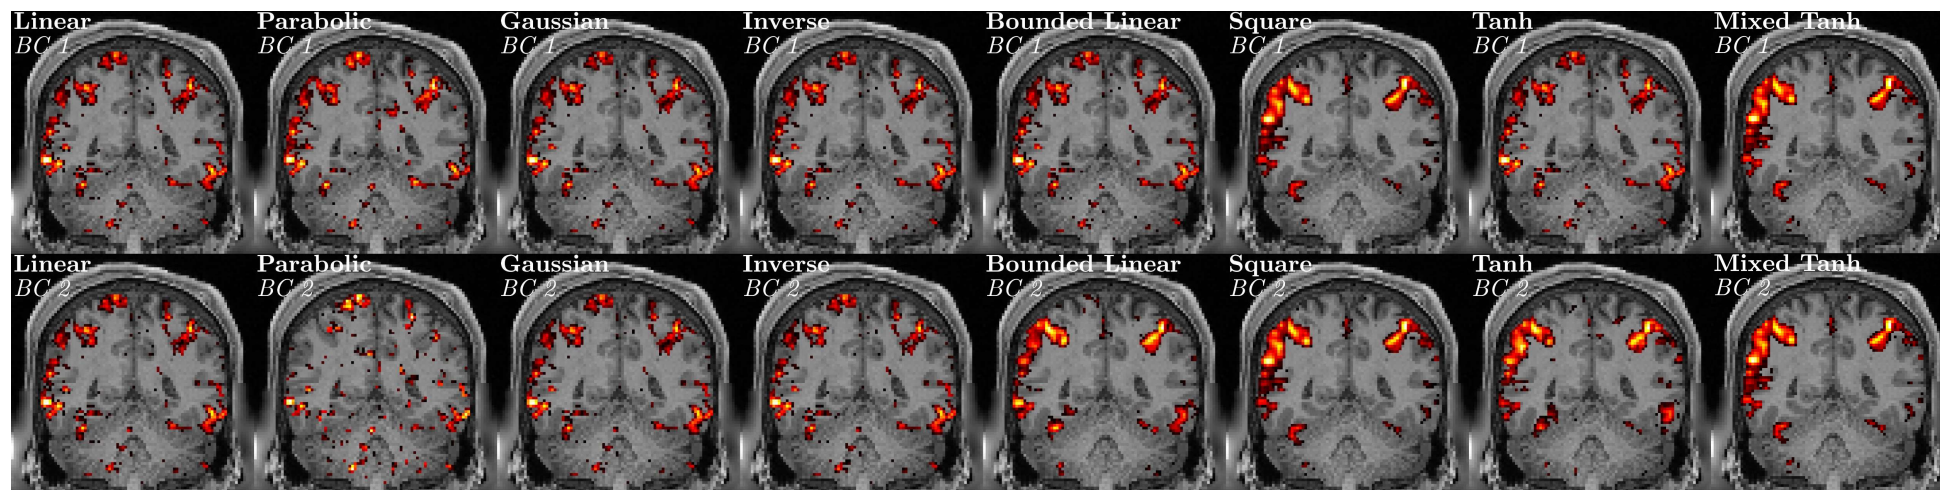 Linear
BC 1
Parabolic
BC 1
Gaussian
BC 1
Inverse
BC 1
Bounded Linear
BC 1
Square
BC 1
Tanh
BC 1
Mixed Tanh
BC 1
Linear
BC 2
Parabolic
BC 2
Gaussian
BC 2
Inverse
BC 2
Bounded Linear
BC 2
Square
BC 2
Tanh
BC 2
Mixed Tanh
BC 2